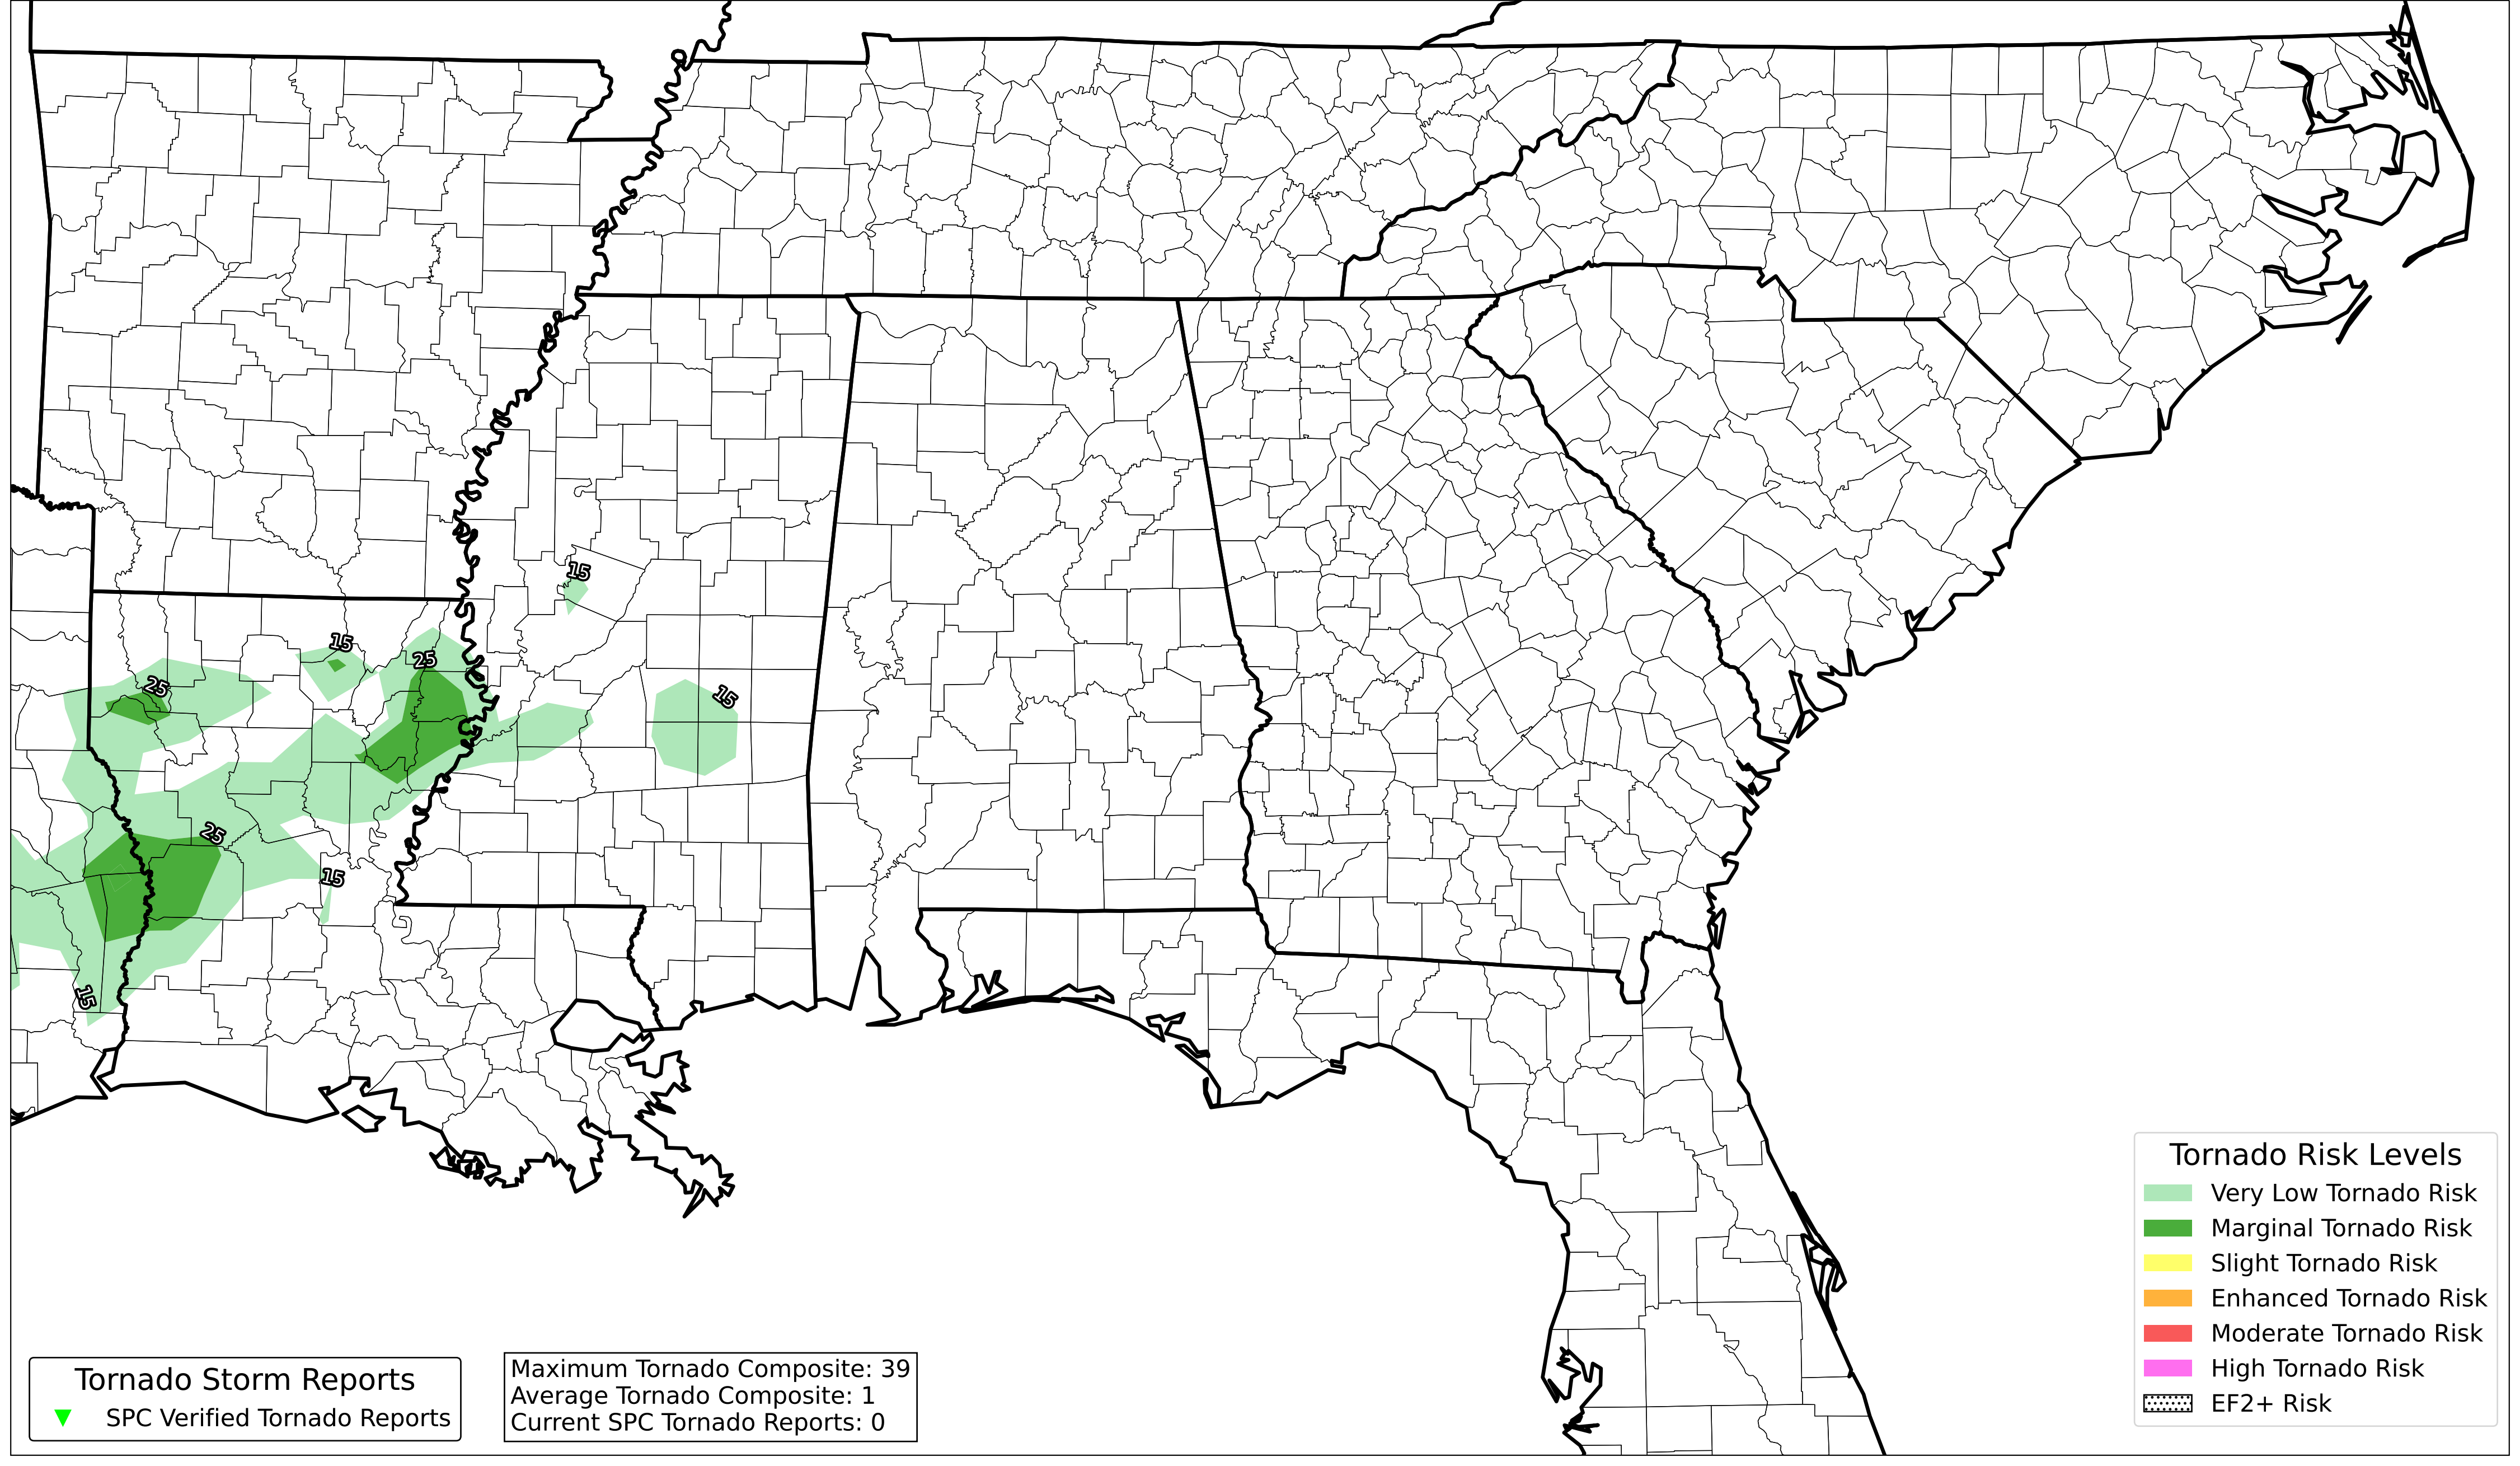 15
15
25
25
15
25
15
15
Tornado Risk Levels
Very Low Tornado Risk
Marginal Tornado Risk
Slight Tornado Risk
Enhanced Tornado Risk
Moderate Tornado Risk
High Tornado Risk
EF2+ Risk
Tornado Storm Reports
SPC Verified Tornado Reports
Maximum Tornado Composite: 39
Average Tornado Composite: 1
Current SPC Tornado Reports: 0